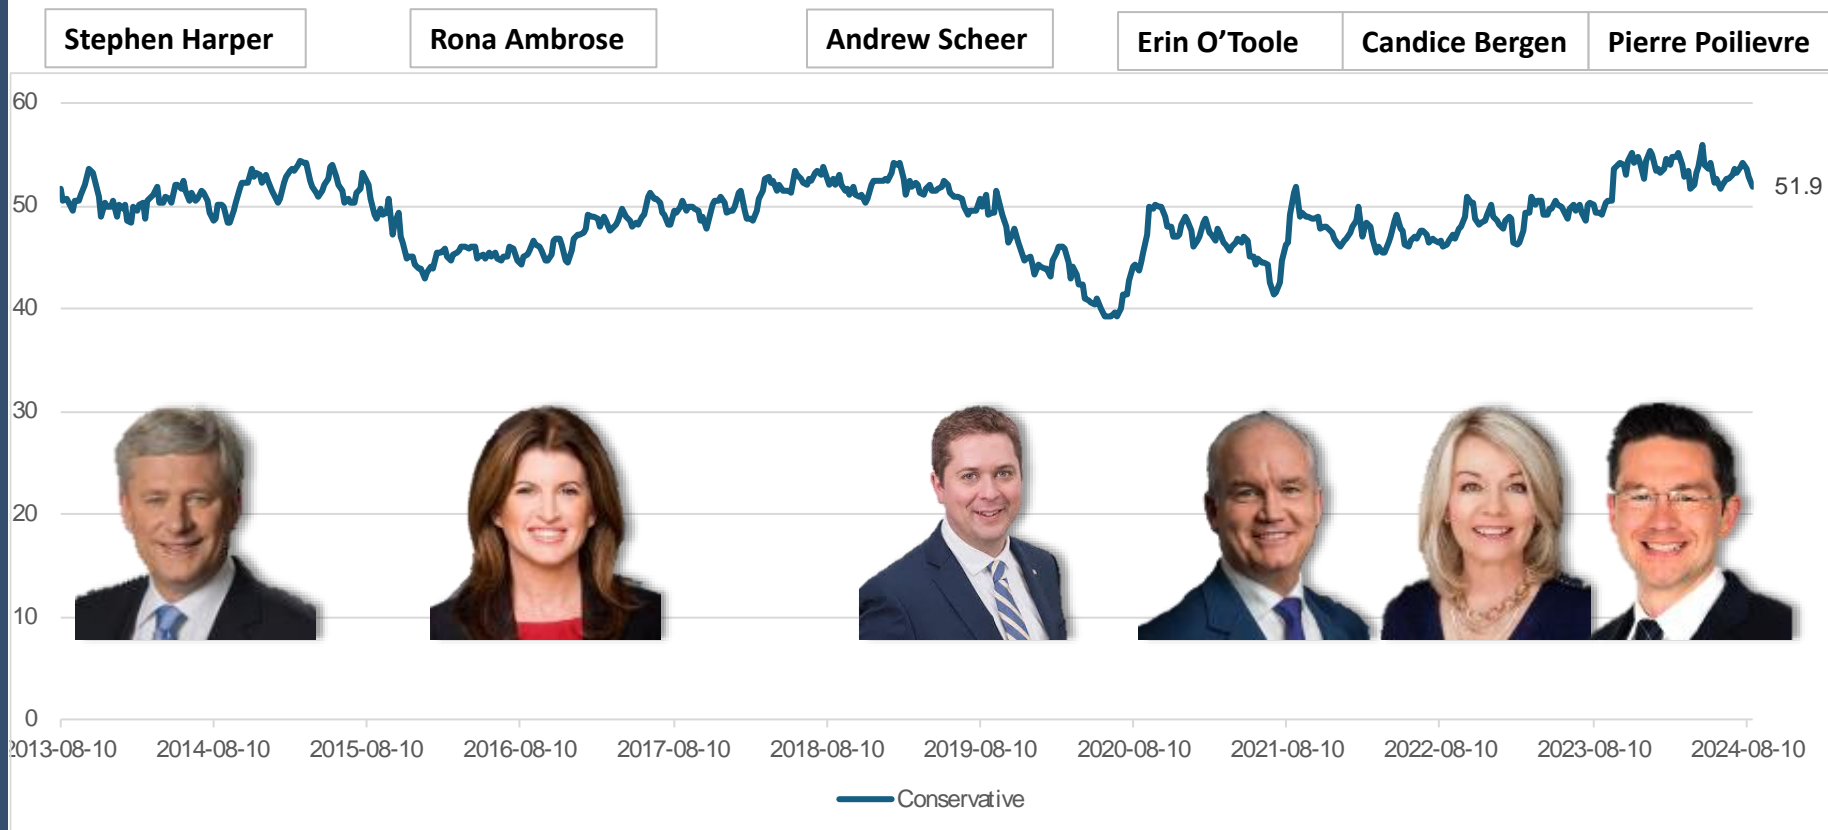 Stephen Harper
Rona Ambrose
Andrew Scheer
Erin O’Toole
Candice Bergen
Pierre Poilievre
60
50
40
30
20
10
0
51.9
2013-08-10
2014-08-10
2015-08-10
2016-08-10
2017-08-10
2018-08-10
2019-08-10
2020-08-10
2021-08-10
2022-08-10
2023-08-10
2024-08-10
Conservative